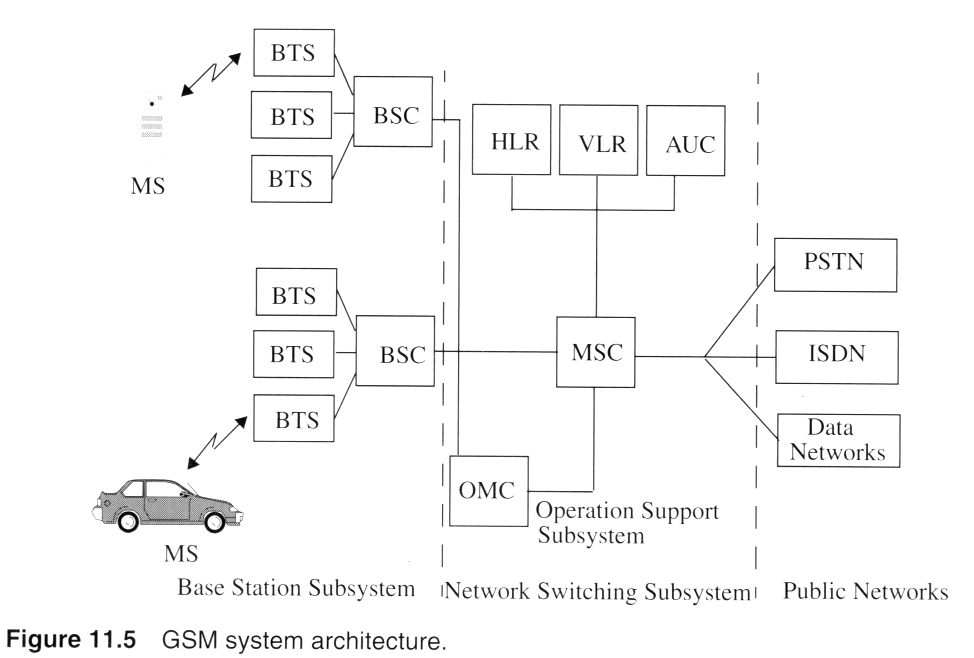 BTS
BTS
BTS
BSC
MS
HLR
VLR
AUC
PSTN
BTS
BTS
BTS
BSC
MSC
ISDN
Data
Networks
OMC
Operation Support
Subsystem
MS
Base Station Subsystem
Network Switching Subsystem
Public Networks
Figure 11.5 GSM system architecture.